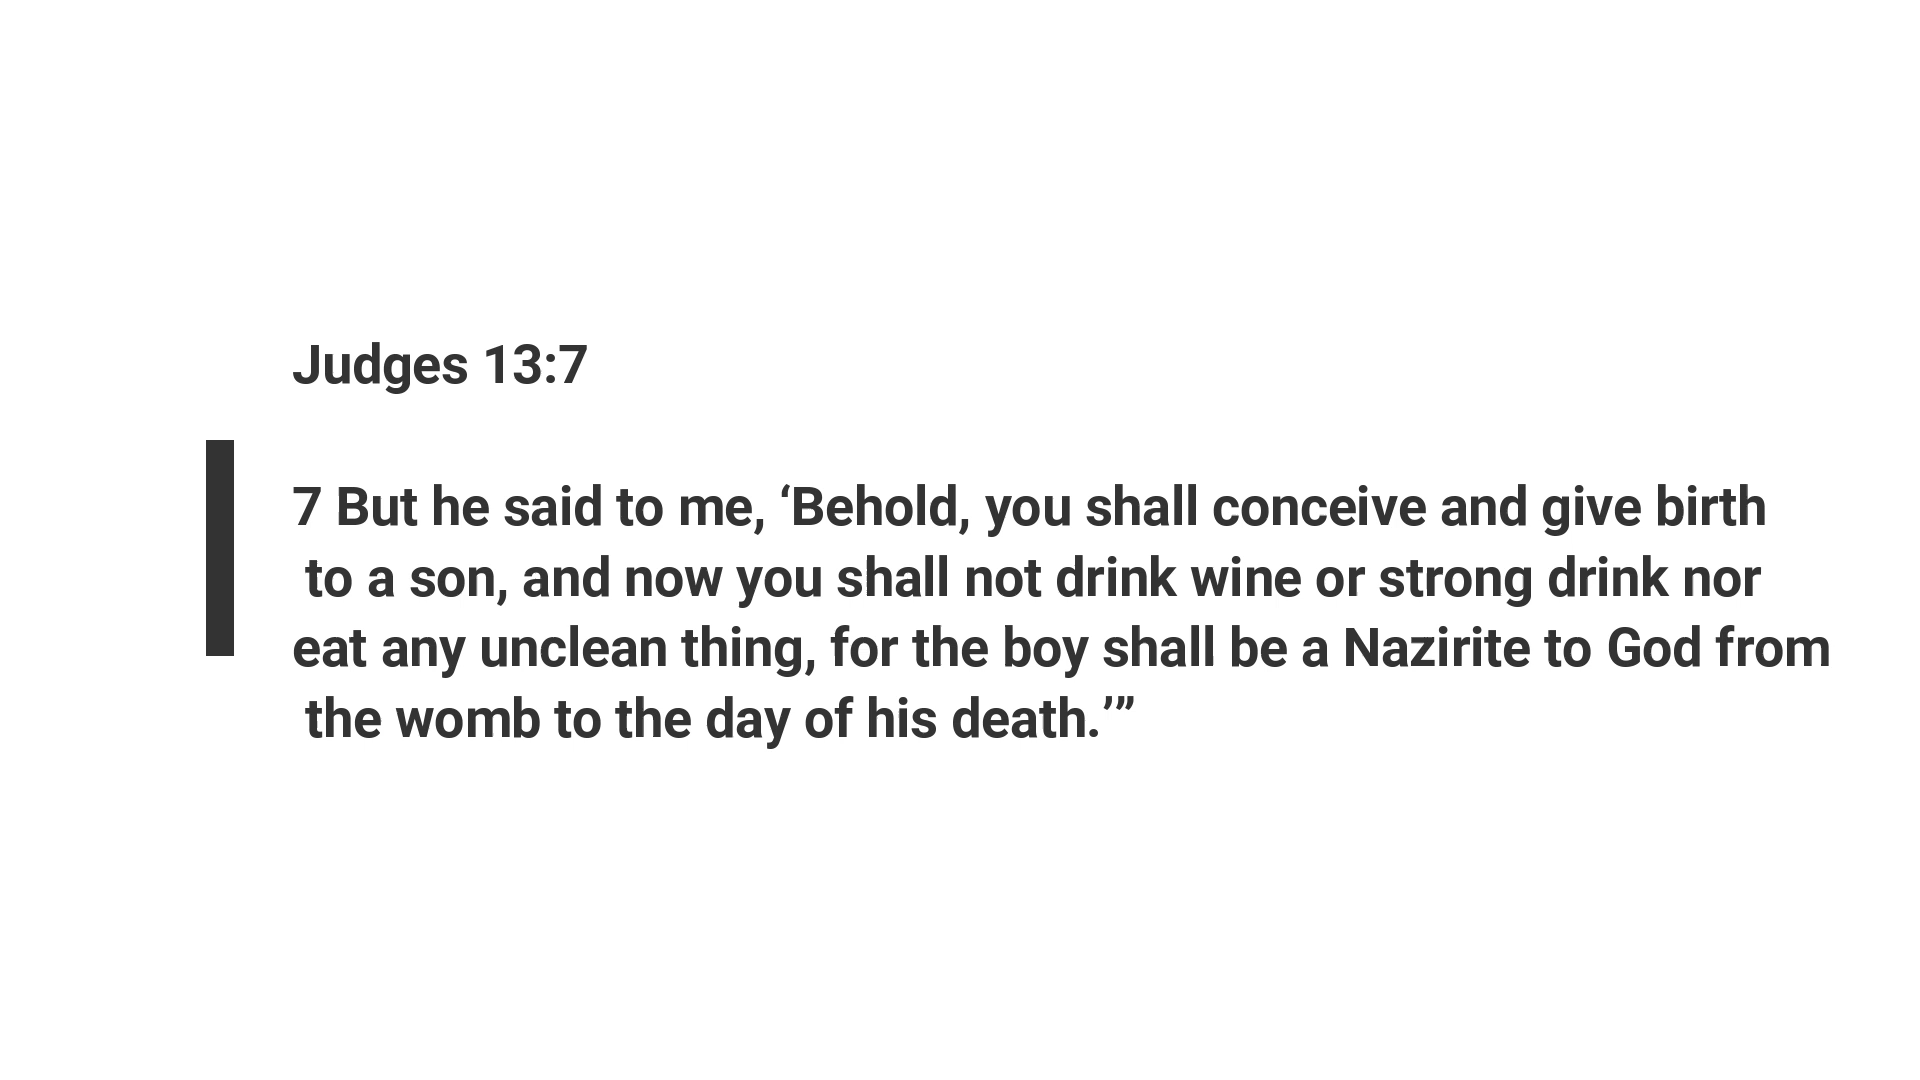 Judges 13:7
7 But he said to me, ‘Behold, you shall conceive and give birth
to a son, and now you shall not drink wine or strong drink nor
eat any unclean thing, for the boy shall be a Nazirite to God from
the womb to the day of his death.’”